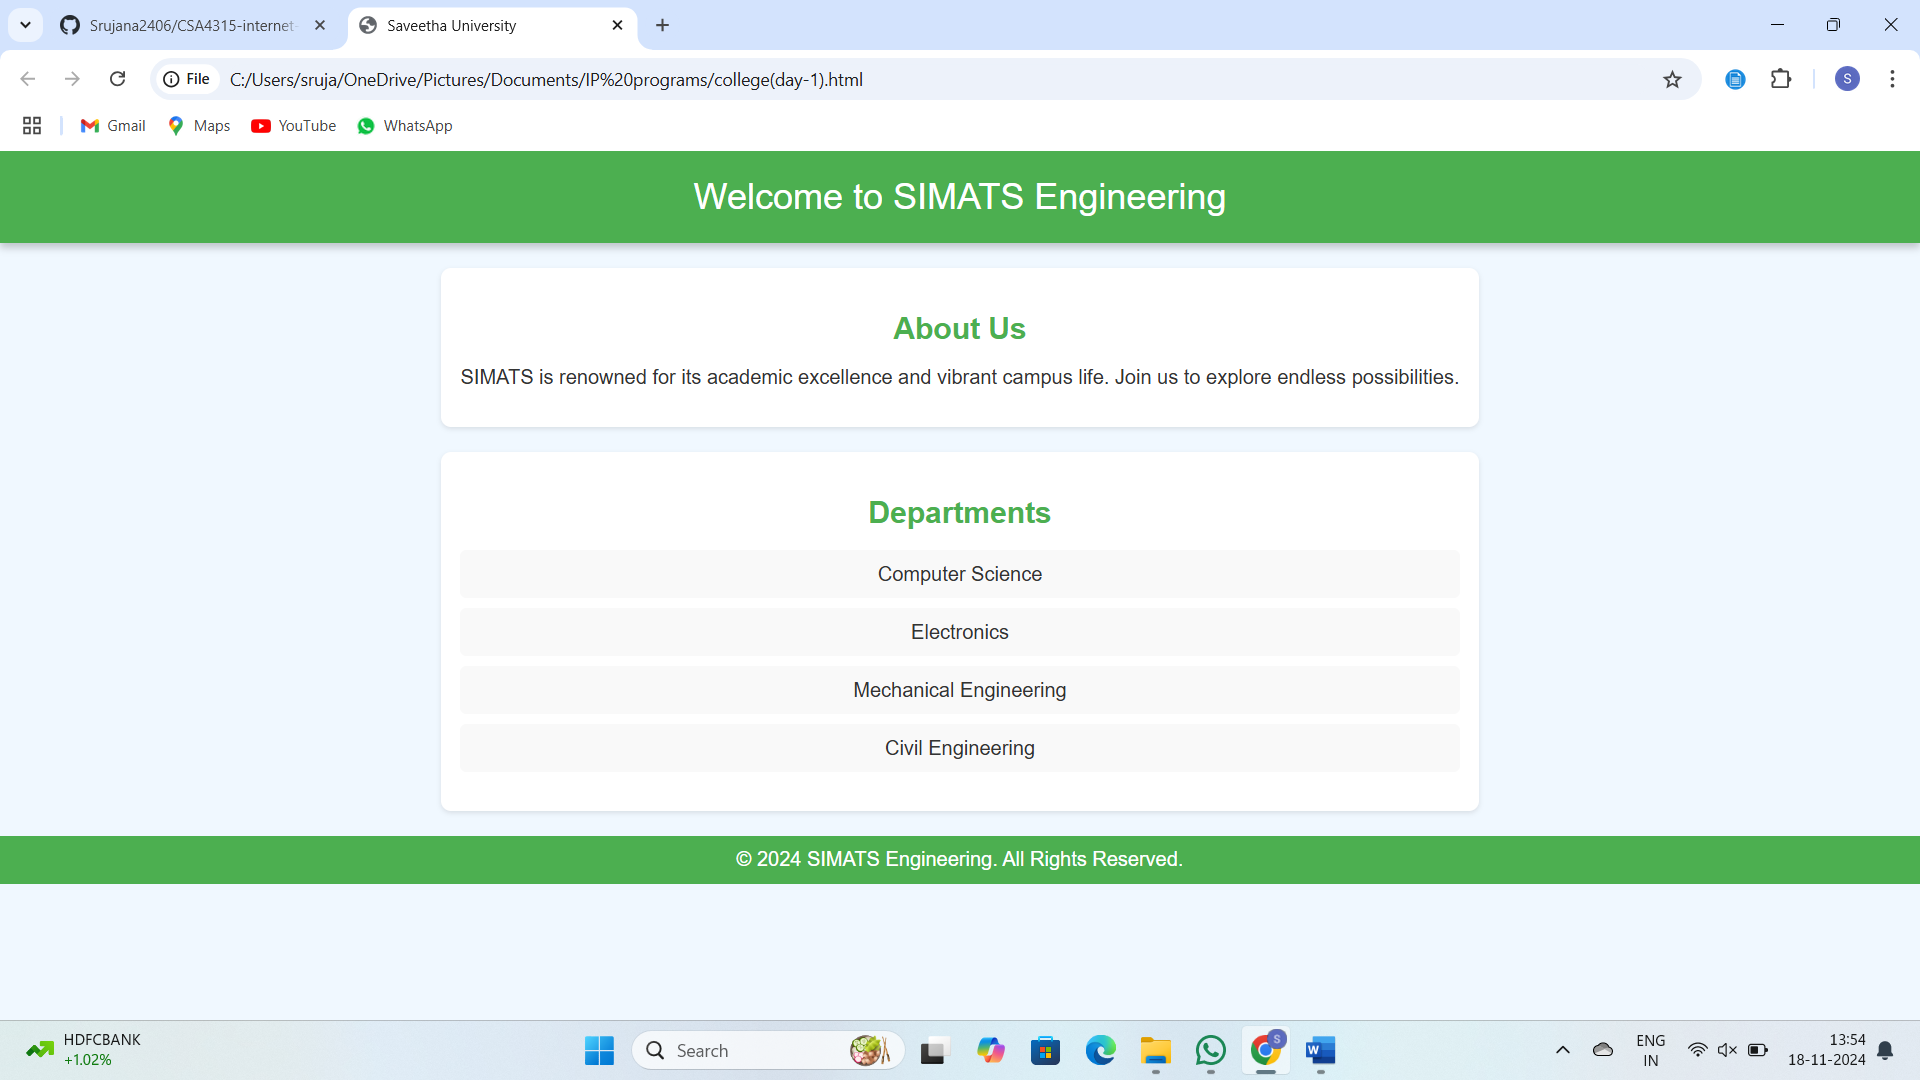 Srujana2406/CSA4315-internet-
Saveetha University
File
C:/Users/sruja/OneDrive/Pictures/Documents/IP%20programs/college(day-1).html
S
Gmail
Maps
YouTube
WhatsApp
Welcome to SIMATS Engineering
About Us
SIMATS is renowned for its academic excellence and vibrant campus life. Join us to explore endless possibilities.
Departments
Computer Science
Electronics
Mechanical Engineering
Civil Engineering
© 2024 SIMATS Engineering. All Rights Reserved.
HDFCBANK
+1.02%
Search
S
W
ENG
IN
13:54
18-11-2024